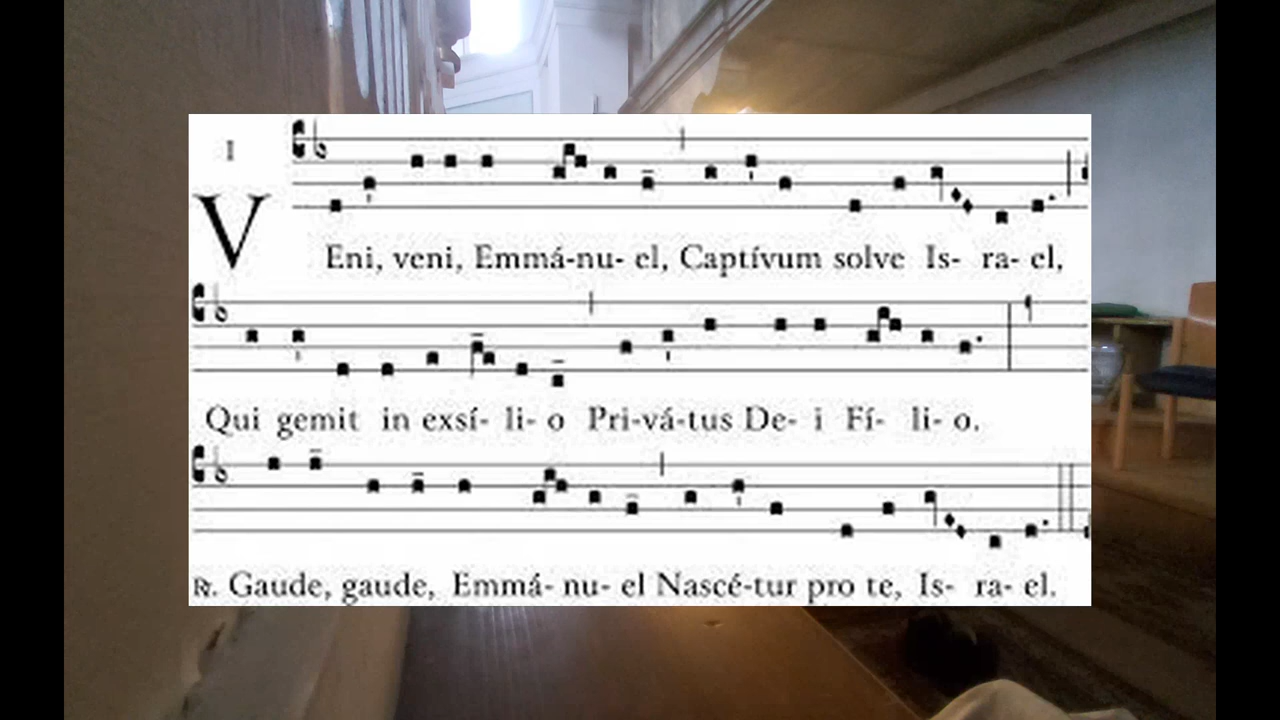 I
VEni, veni, Emmá-nu- el, Captívum solve Is- ra- el,
Qui gemit in exsí- li- o Pri-vá-tus De- i Fí- li- o.
℟. Gaude, gaude, Emmá- nu- el Nascé-tur pro te, Is- ra- el.